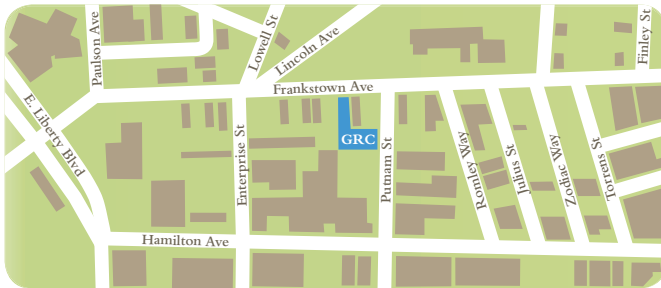 Paulson Ave
Lowell St
Lincoln Ave
Finley St
Frankstown Ave
E. Liberty Blvd
Enterprise St
GRC
Putnam St
Romley Way
Julius St
Zodiac Way
Torrens St
Hamilton Ave